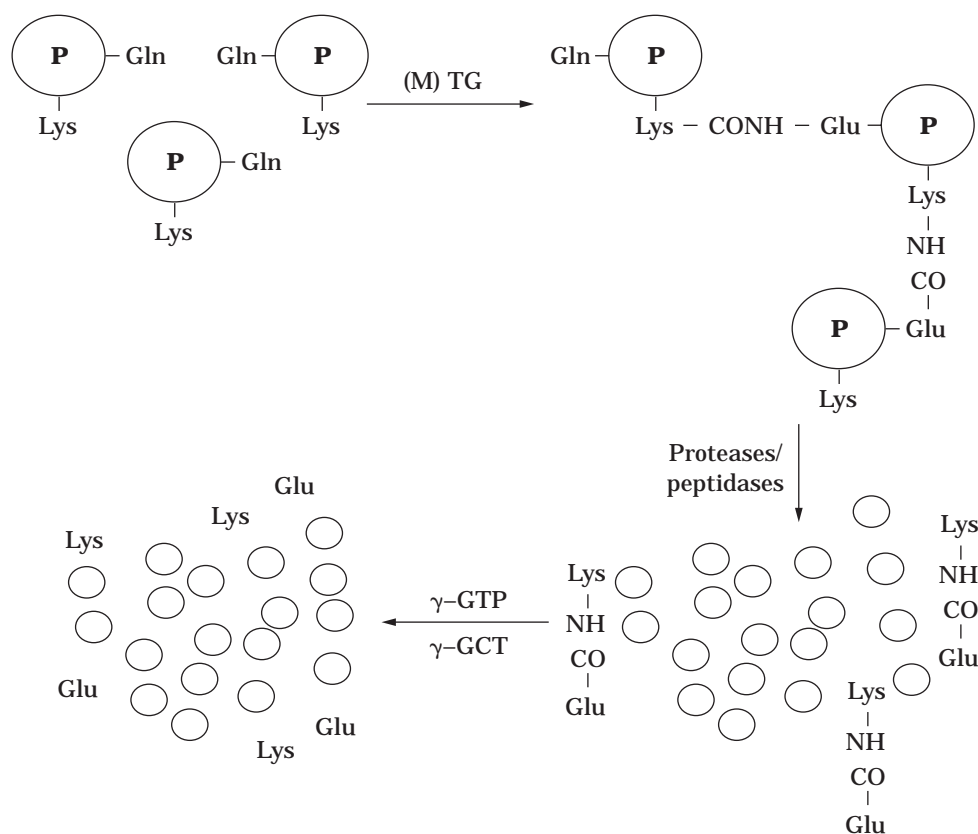 P – Gln
Lys
Gln – P
Lys
P – Gln
Lys
(M) TG
Gln – P
Lys – CONH – Glu – P
Lys
NH
CO
P – Glu
Lys
Proteases/
peptidases
Lys
NH
CO
Glu
Lys
NH
CO
Glu
Lys
NH
CO
Glu
γ–GTP
γ–GCT
Glu
Lys
Lys
Glu
Glu
Lys